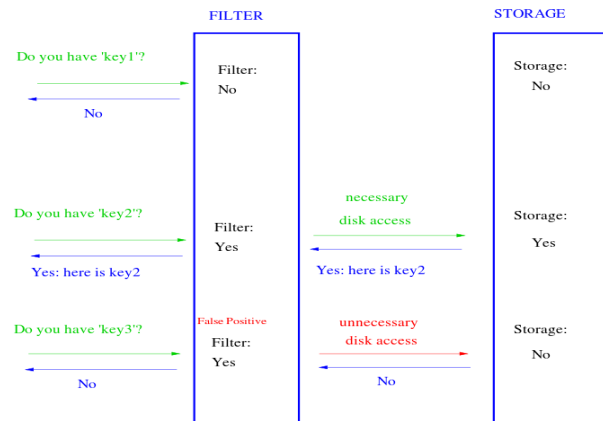 FILTER
STORAGE
Do you have 'key1'?
Filter:
No
Storage:
No
No
Do you have 'key2'?
Filter:
Yes
necessary
disk access
Storage:
Yes
Yes: here is key2
Yes: here is key2
Do you have 'key3'?
False Positive
Filter:
Yes
unnecessary
disk access
Storage:
No
No
No